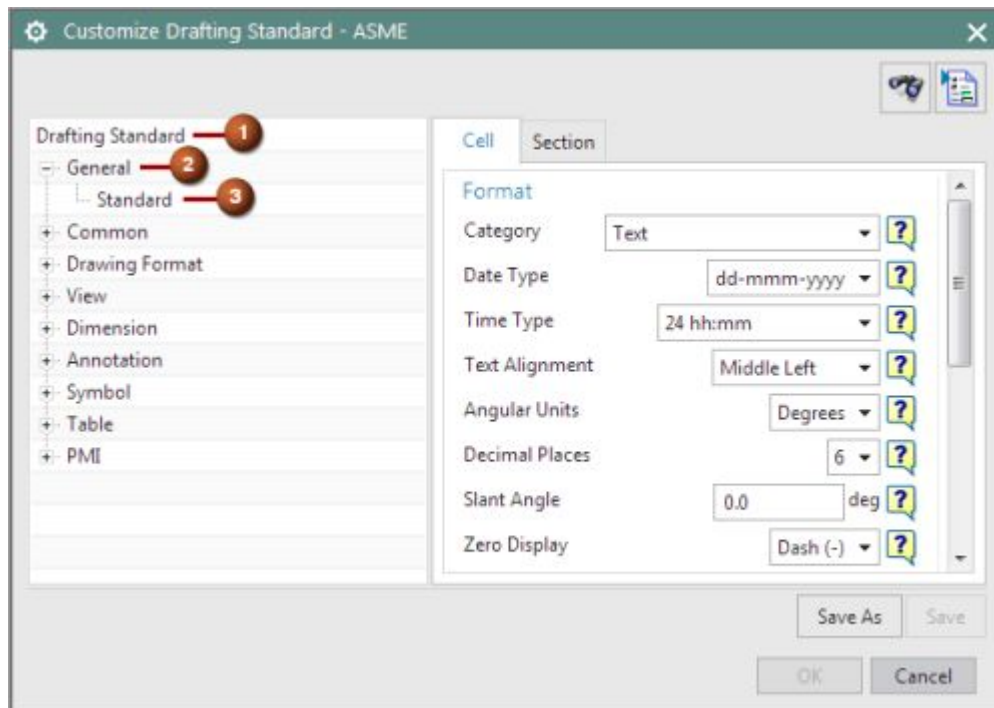 Customize Drafting Standard - ASME
Drafting Standard 1
General 2
Standard 3
Common
Drawing Format
View
Dimension
Annotation
Symbol
Table
PMI
Cell Section
Format
Category Text ?
Date Type dd-mmm-yyyy ?
Time Type 24 hh:mm ?
Text Alignment Middle Left ?
Angular Units Degrees ?
Decimal Places 6 ?
Slant Angle 0.0 deg ?
Zero Display Dash (-) ?
Save As Save
OK Cancel